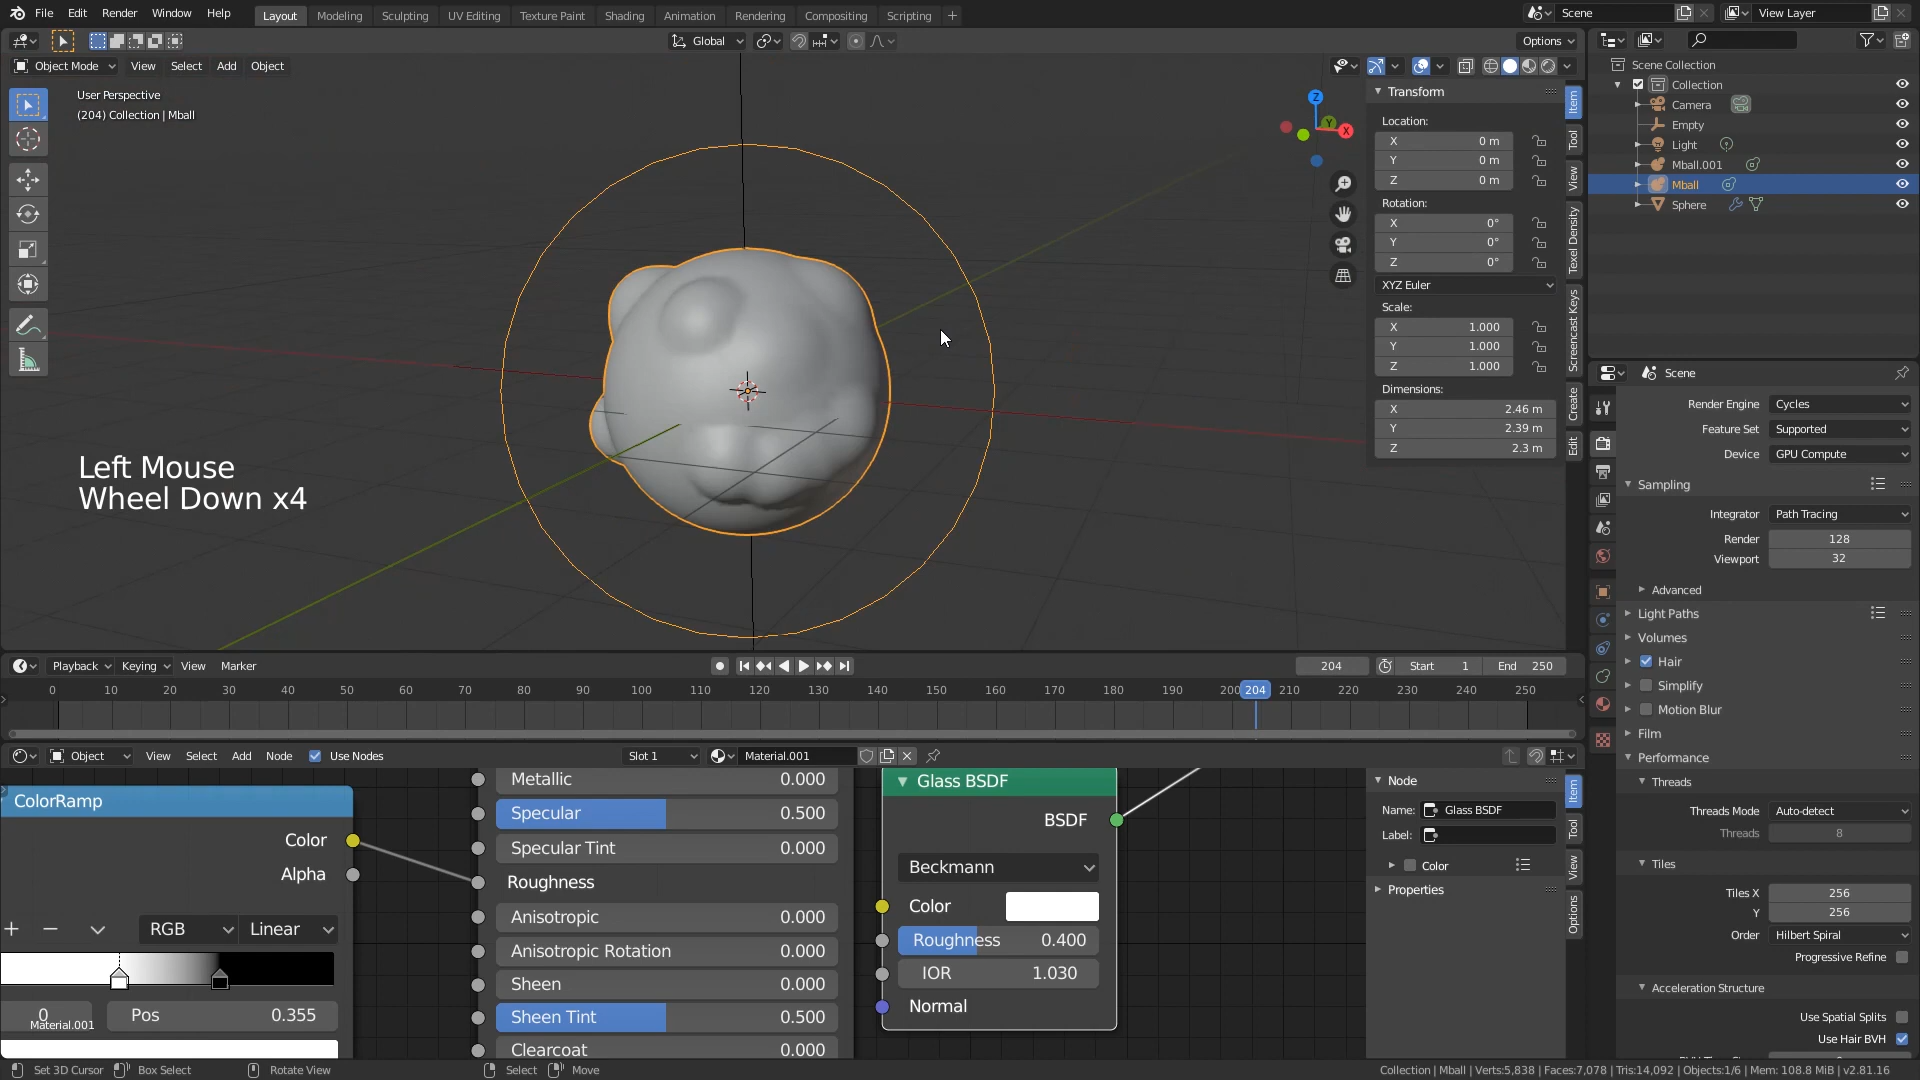 File Edit Render Window Help Layout Modeling Sculpting UV Editing Texture Paint Shading Animation Rendering Compositing Scripting + Scene View Layer
Global Options
Object Mode View Select Add Object
User Perspective
(204) Collection | Mball
Left Mouse
Wheel Down x4
Z
Y
X
Transform
Location:
X 0 m
Y 0 m
Z 0 m
Rotation:
X 0°
Y 0°
Z 0°
XYZ Euler
Scale:
X 1.000
Y 1.000
Z 1.000
Dimensions:
X 2.46 m
Y 2.39 m
Z 2.3 m
Item
Tool
View
Texel Density
Screencast Keys
Create
Edit
Scene Collection
Collection
Camera
Empty
Light
Mball.001
Mball
Sphere
Scene
Render Engine Cycles
Feature Set Supported
Device GPU Compute
Sampling
Integrator Path Tracing
Render 128
Viewport 32
Advanced
Light Paths
Volumes
Hair
Simplify
Motion Blur
Film
Performance
Threads
Threads Mode Auto-detect
Threads 8
Tiles
Tiles X 256
Y 256
Order Hilbert Spiral
Progressive Refine
Acceleration Structure
Use Spatial Splits
Use Hair BVH
Playback Keying View Marker 204 Start 1 End 250
0 10 20 30 40 50 60 70 80 90 100 110 120 130 140 150 160 170 180 190 200 204 210 220 230 240 250
Object View Select Add Node Use Nodes Slot 1 Material.001
ColorRamp
Color
Alpha
+ − RGB Linear
0 Pos 0.355
Material.001
Metallic 0.000
Specular 0.500
Specular Tint 0.000
Roughness
Anisotropic 0.000
Anisotropic Rotation 0.000
Sheen 0.000
Sheen Tint 0.500
Clearcoat 0.000
Glass BSDF
BSDF
Beckmann
Color
Roughness 0.400
IOR 1.030
Normal
Node
Name: Glass BSDF
Label:
Color
Properties
Item
Tool
View
Options
Set 3D Cursor Box Select Rotate View Select Move Collection | Mball | Verts:5,838 | Faces:7,078 | Tris:14,092 | Objects:1/6 | Mem: 108.8 MiB | v2.81.16